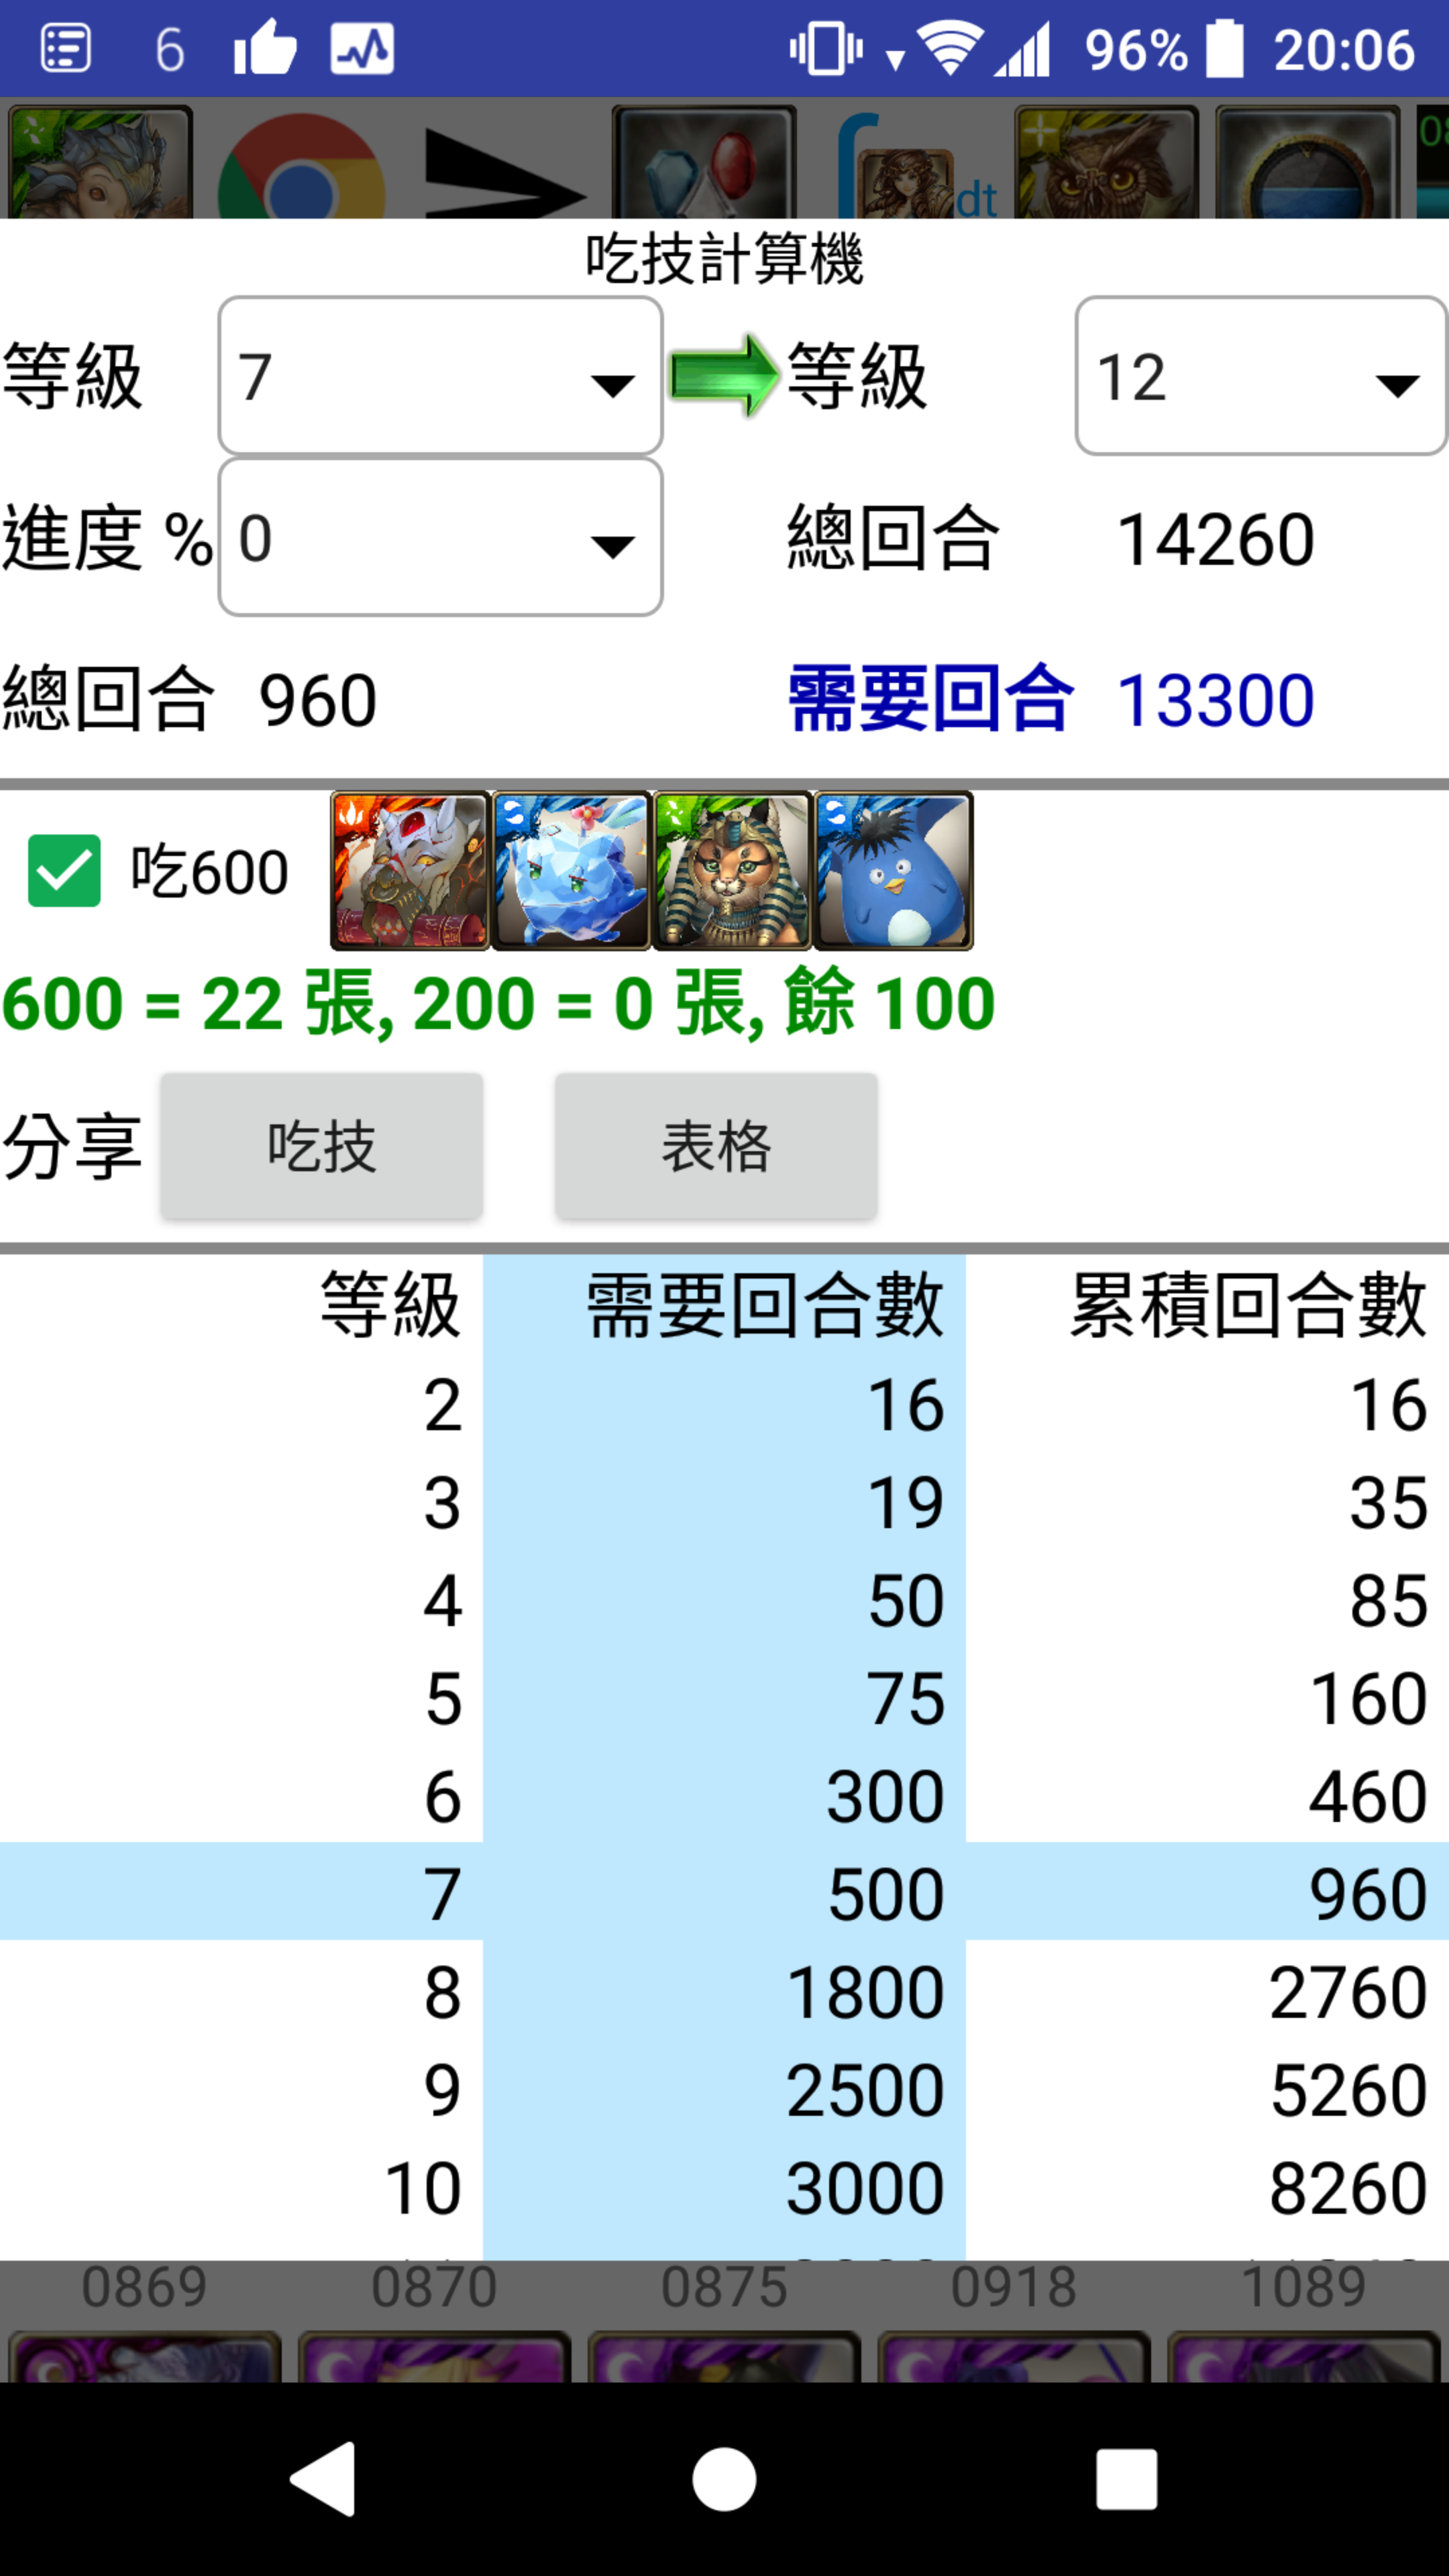 6 96% 20:06
dt
吃技計算機
等級 7 等級 12
進度 % 0 總回合 14260
總回合 960 需要回合 13300
吃600
600 = 22 張, 200 = 0 張, 餘 100
分享 吃技 表格
等級 需要回合數 累積回合數
2 16 16
3 19 35
4 50 85
5 75 160
6 300 460
7 500 960
8 1800 2760
9 2500 5260
10 3000 8260
0869 0870 0875 0918 1089